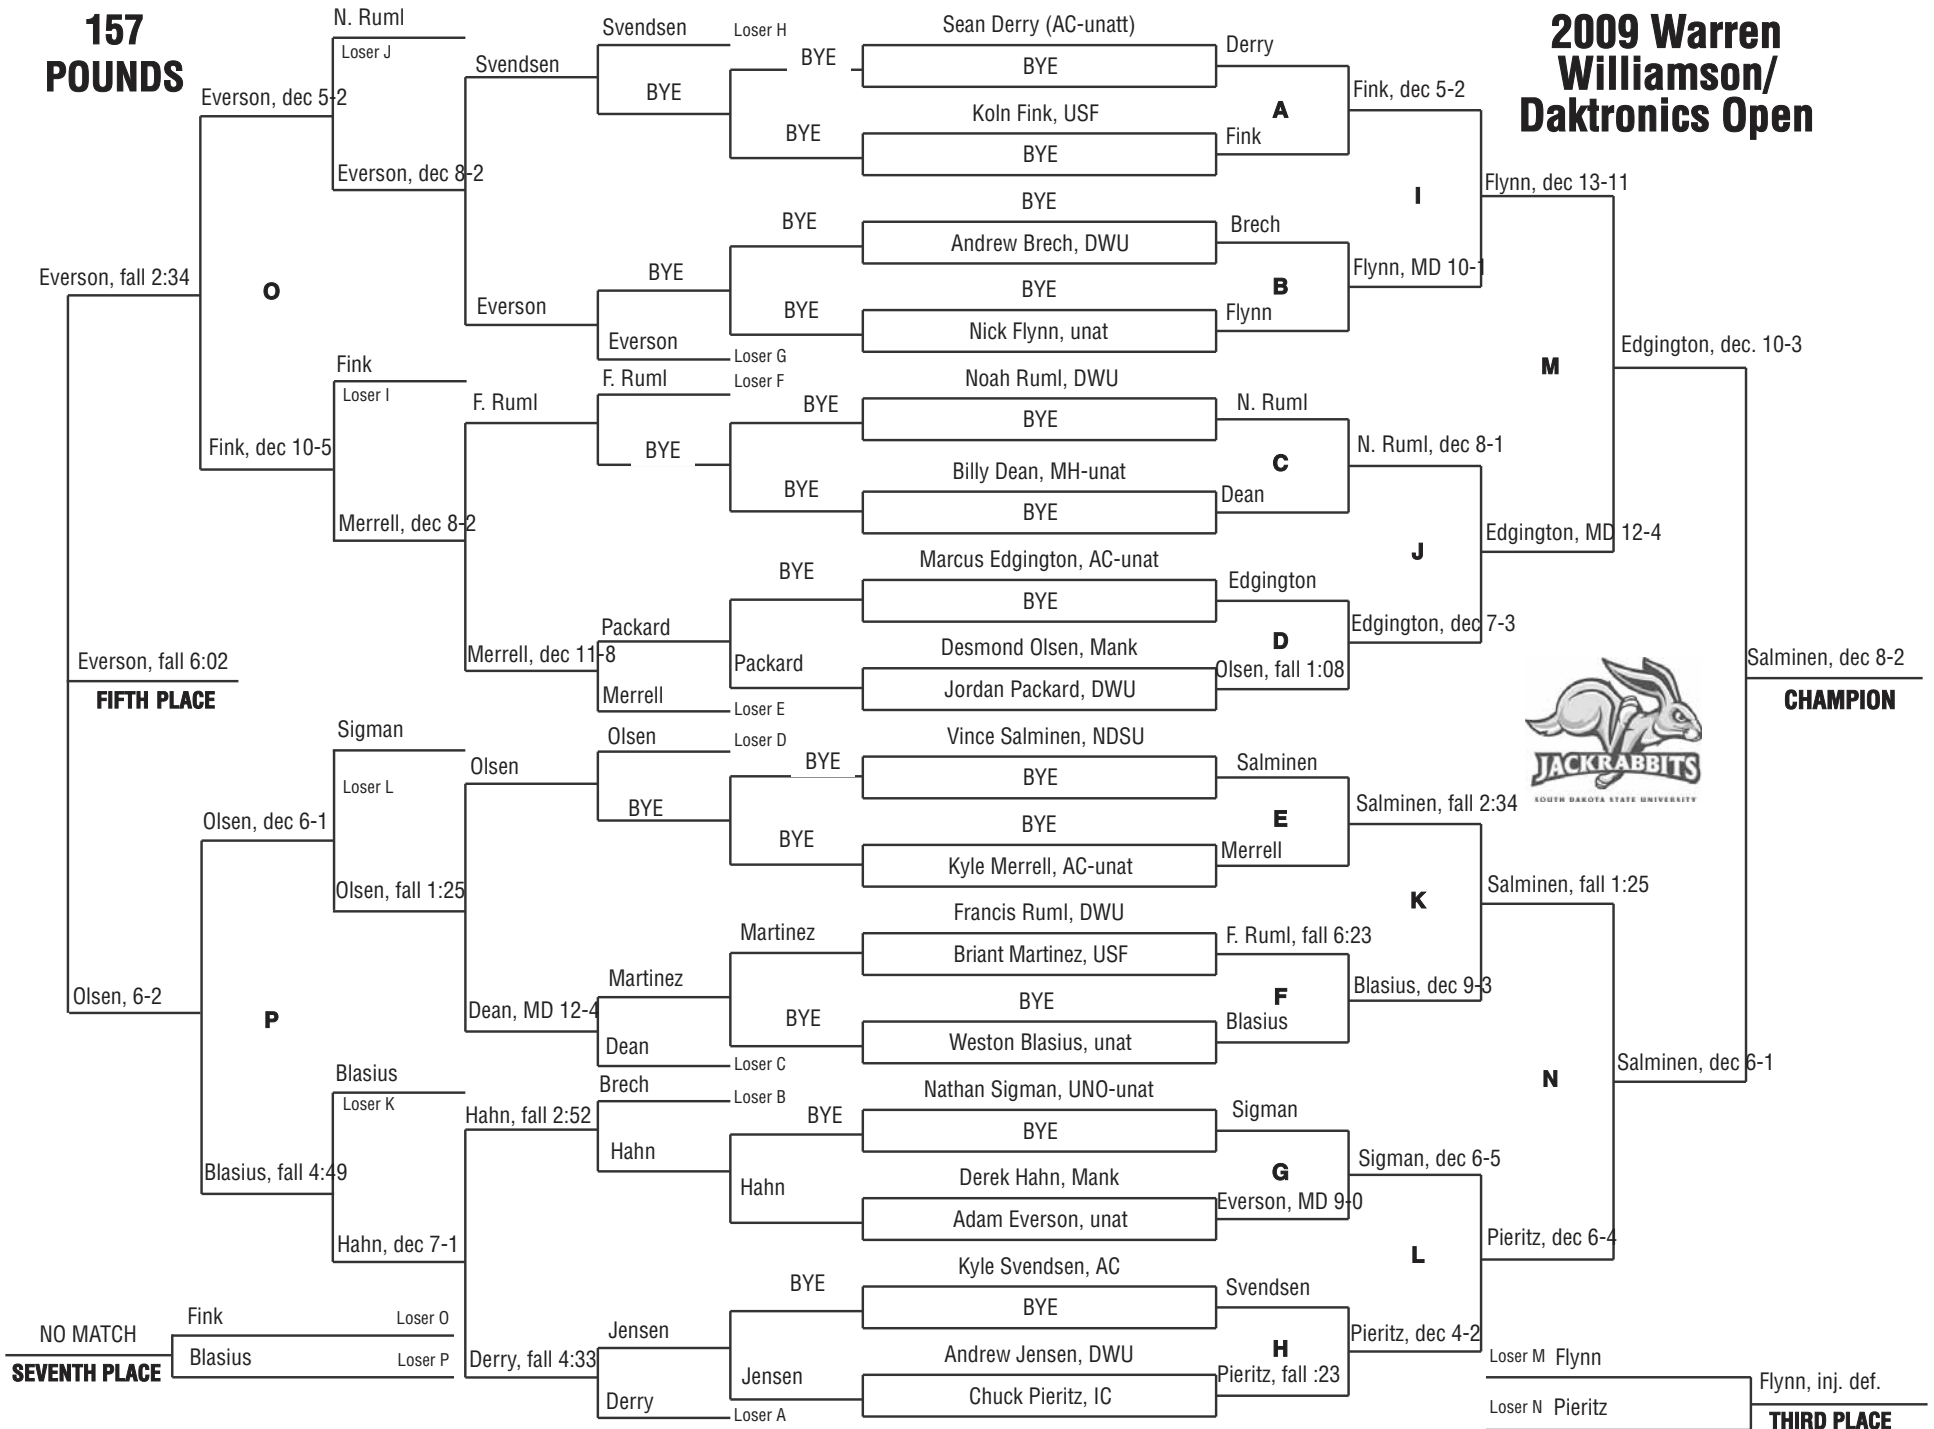 157
POUNDS
2009 Warren
Williamson/
Daktronics Open
N. Ruml
Loser J
Everson, dec 5-2
Everson, dec 8-2
Everson, fall 2:34
O
Fink
Loser I
Fink, dec 10-5
Merrell, dec 8-2
Everson, fall 6:02
FIFTH PLACE
Sigman
Loser L
Olsen, dec 6-1
Olsen, fall 1:25
Olsen, 6-2
P
Blasius
Loser K
Blasius, fall 4:49
Hahn, dec 7-1
Fink
Loser O
NO MATCH
Blasius
Loser P
SEVENTH PLACE
Svendsen
Svendsen
Loser H
BYE
Everson
BYE
Everson
Loser G
F. Ruml
F. Ruml
Loser F
BYE
Merrell, dec 11-8
Packard
Merrell
Loser E
Olsen
Olsen
Loser D
BYE
Dean, MD 12-4
Martinez
Dean
Loser C
Hahn, fall 2:52
Brech
Loser B
Hahn
Derry, fall 4:33
Jensen
Derry
Loser A
BYE
BYE
BYE
BYE
BYE
BYE
BYE
Packard
BYE
BYE
Martinez
BYE
BYE
Hahn
BYE
Jensen
Sean Derry (AC-unatt)
BYE
Koln Fink, USF
BYE
BYE
Andrew Brech, DWU
BYE
Nick Flynn, unat
Noah Ruml, DWU
BYE
Billy Dean, MH-unat
BYE
Marcus Edgington, AC-unat
BYE
Desmond Olsen, Mank
Jordan Packard, DWU
Vince Salminen, NDSU
BYE
BYE
Kyle Merrell, AC-unat
Francis Ruml, DWU
Briant Martinez, USF
BYE
Weston Blasius, unat
Nathan Sigman, UNO-unat
BYE
Derek Hahn, Mank
Adam Everson, unat
Kyle Svendsen, AC
BYE
Andrew Jensen, DWU
Chuck Pieritz, IC
Derry
A
Fink
Brech
B
Flynn
N. Ruml
C
Dean
Edgington
D
Olsen, fall 1:08
Salminen
E
Merrell
F. Ruml, fall 6:23
F
Blasius
Sigman
G
Everson, MD 9-0
Svendsen
H
Pieritz, fall :23
Fink, dec 5-2
I
Flynn, MD 10-1
N. Ruml, dec 8-1
J
Edgington, dec 7-3
Salminen, fall 2:34
K
Blasius, dec 9-3
Sigman, dec 6-5
L
Pieritz, dec 4-2
Flynn, dec 13-11
M
Edgington, MD 12-4
Salminen, fall 1:25
N
Pieritz, dec 6-4
Edgington, dec. 10-3
Salminen, dec 6-1
Salminen, dec 8-2
CHAMPION
JACKRABBITS
SOUTH DAKOTA STATE UNIVERSITY
Loser M Flynn
Loser N Pieritz
Flynn, inj. def.
THIRD PLACE